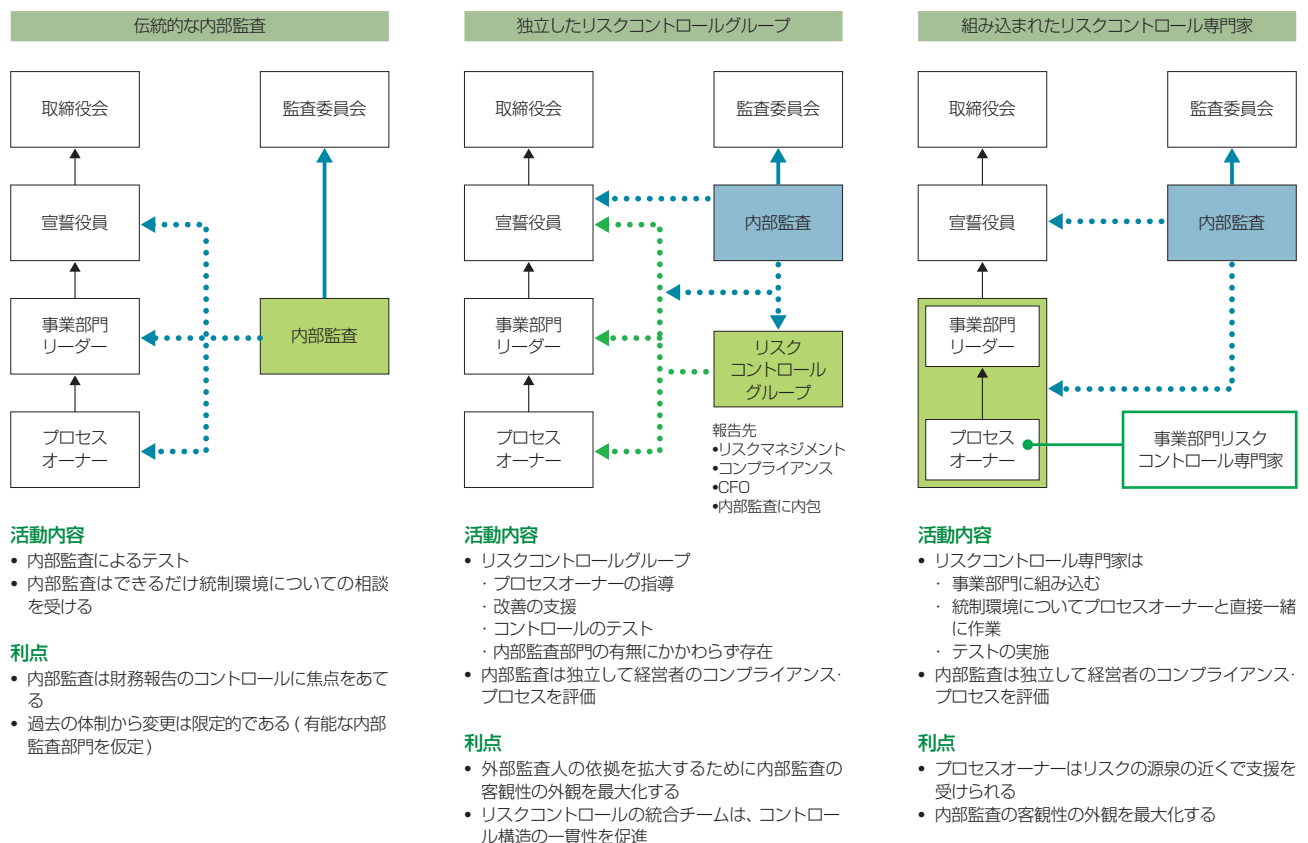 伝統的な内部監査
取締役会
監査委員会
宣誓役員
事業部門
リーダー
内部監査
プロセス
オーナー
活動内容
• 内部監査によるテスト
• 内部監査はできるだけ統制環境についての相談
を受ける
利点
• 内部監査は財務報告のコントロールに焦点をあて
る
• 過去の体制から変更は限定的である ( 有能な内部
監査部門を仮定 )
独立したリスクコントロールグループ
取締役会
監査委員会
宣誓役員
内部監査
事業部門
リーダー
リスク
コントロール
グループ
プロセス
オーナー
報告先
•リスクマネジメント
•コンプライアンス
•CFO
•内部監査に内包
活動内容
• リスクコントロールグループ
· プロセスオーナーの指導
· 改善の支援
· コントロールのテスト
· 内部監査部門の有無にかかわらず存在
• 内部監査は独立して経営者のコンプライアンス·
プロセスを評価
利点
• 外部監査人の依拠を拡大するために内部監査の
客観性の外観を最大化する
• リスクコントロールの統合チームは、コントロー
ル構造の一貫性を促進
組み込まれたリスクコントロール専門家
取締役会
監査委員会
宣誓役員
内部監査
事業部門
リーダー
プロセス
オーナー
事業部門リスク
コントロール専門家
活動内容
• リスクコントロール専門家は
· 事業部門に組み込む
· 統制環境についてプロセスオーナーと直接一緒
に作業
· テストの実施
• 内部監査は独立して経営者のコンプライアンス·
プロセスを評価
利点
• プロセスオーナーはリスクの源泉の近くで支援を
受けられる
• 内部監査の客観性の外観を最大化する